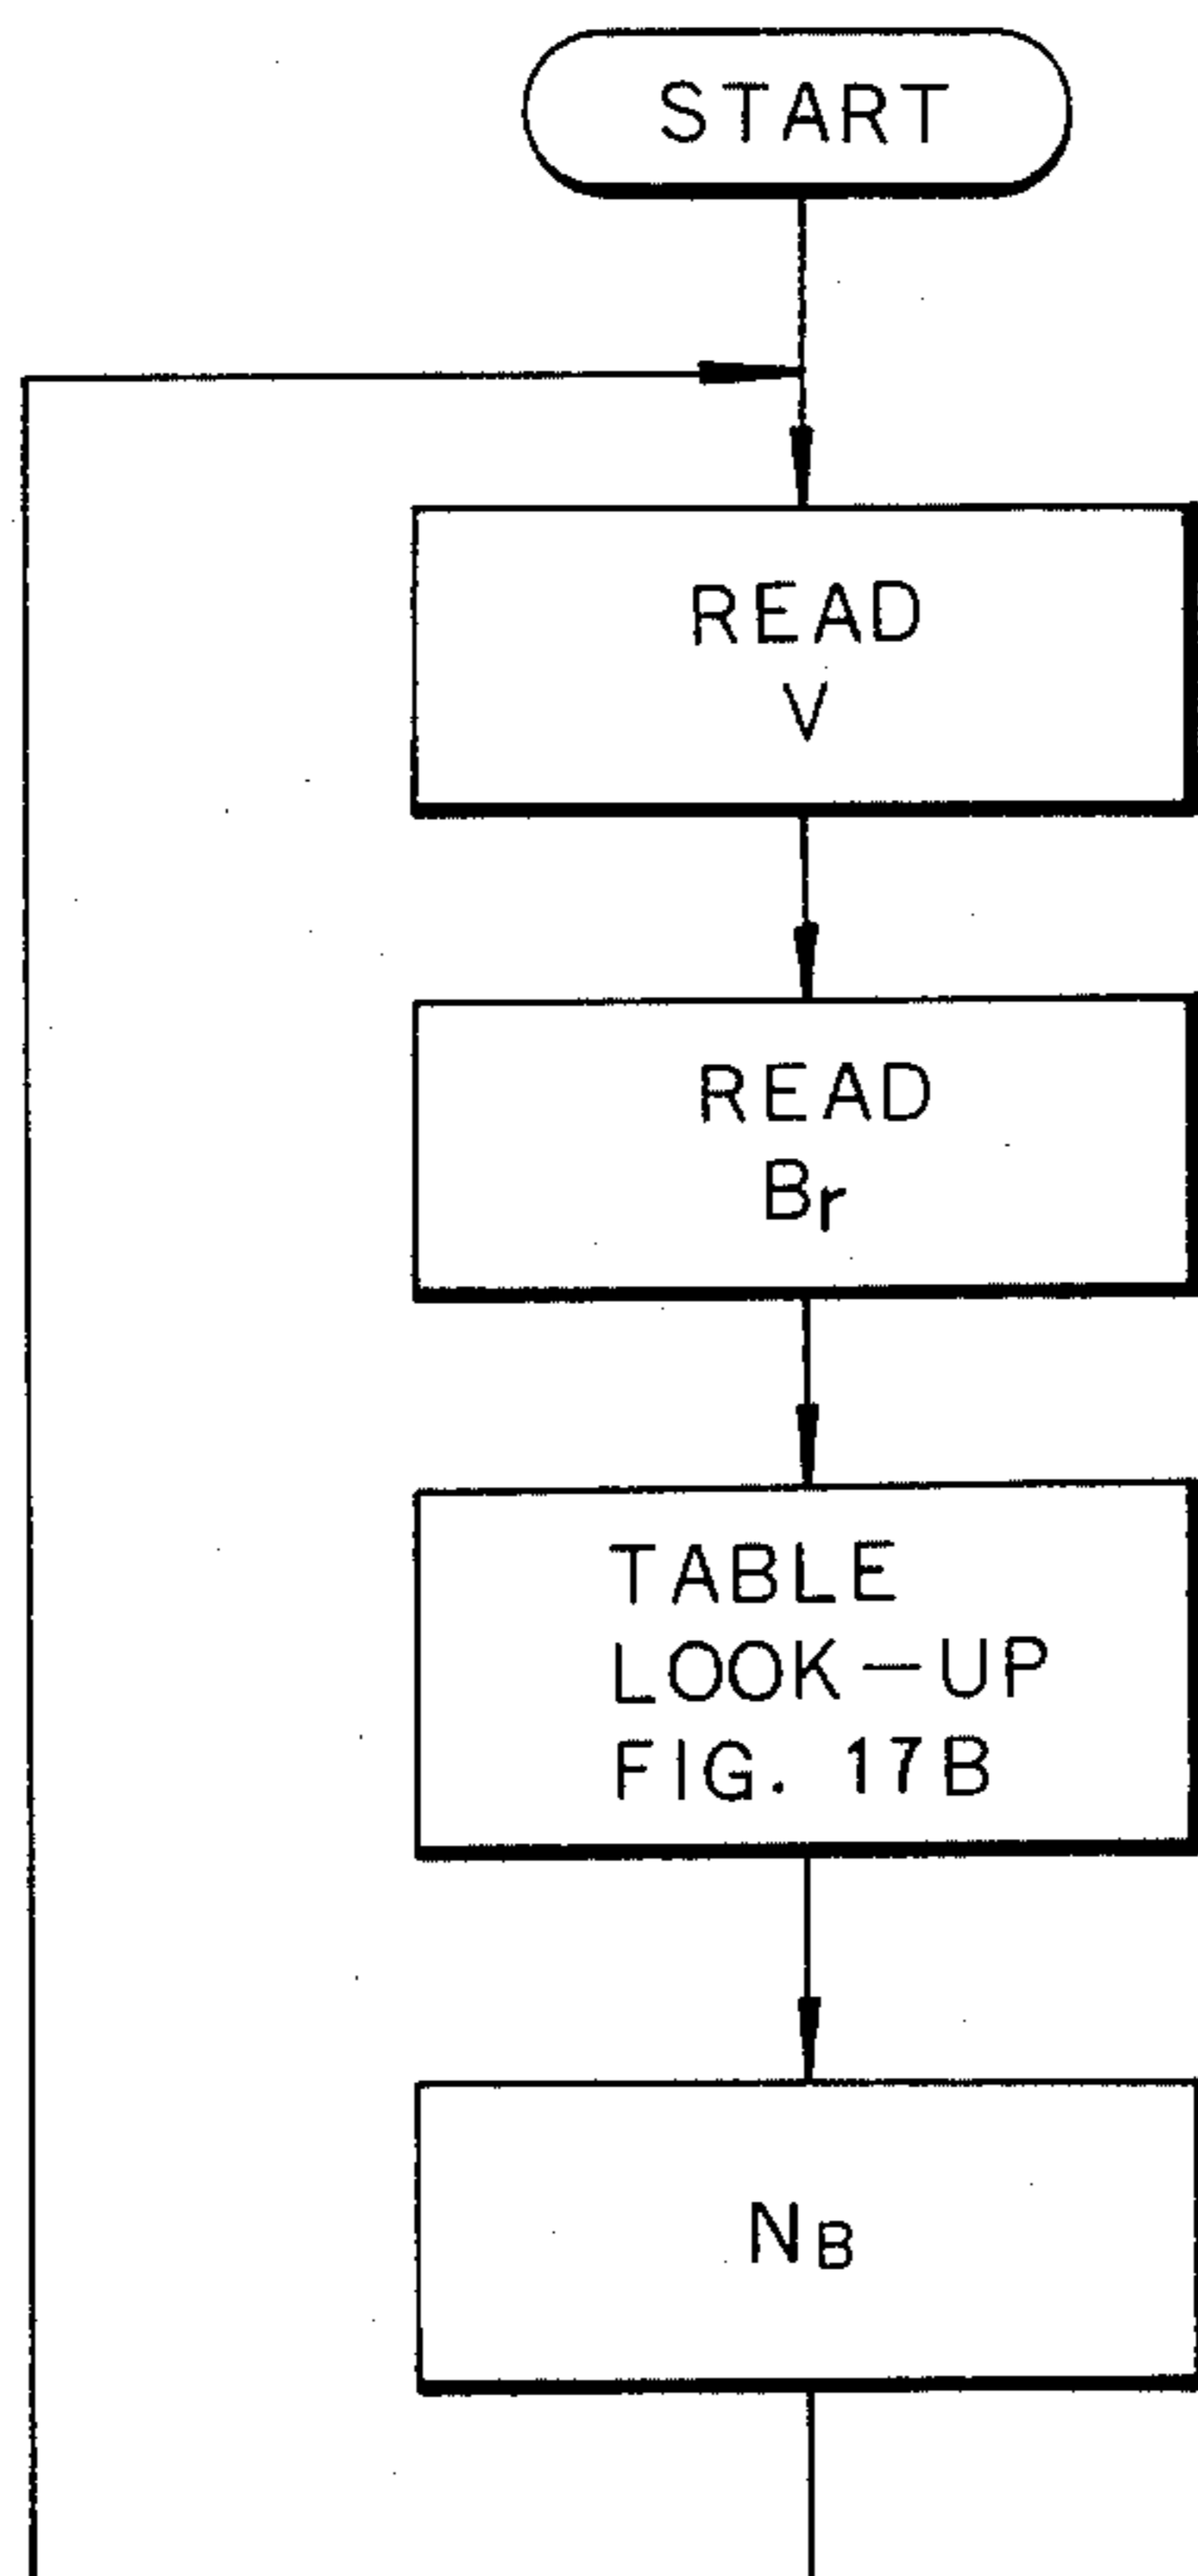 START
READ
V
READ
Br
TABLE
LOOK-UP
FIG. 17B
NB